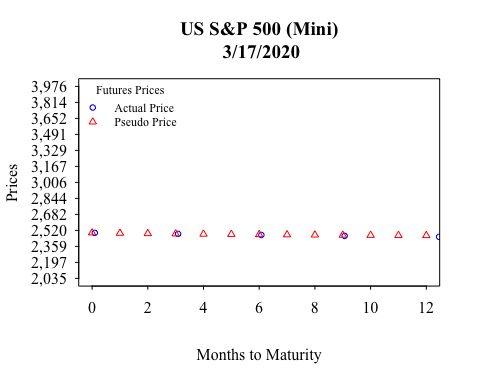 US S&P 500 (Mini)
3/17/2020
Futures Prices
Actual Price
Pseudo Price
Prices
3,976
3,814
3,652
3,491
3,329
3,167
3,006
2,844
2,682
2,520
2,359
2,197
2,035
0 2 4 6 8 10 12
Months to Maturity